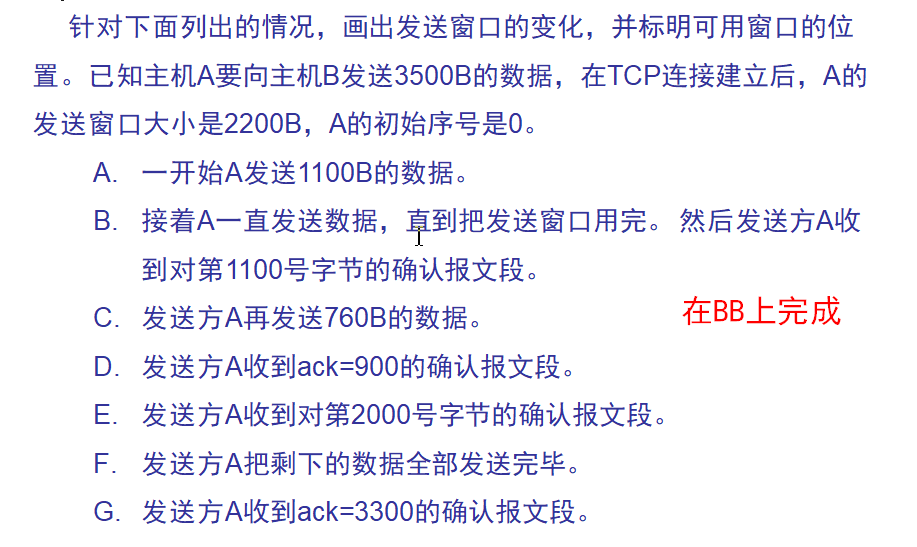 针对下面列出的情况，画出发送窗口的变化，并标明可用窗口的位
置。已知主机A要向主机B发送3500B的数据，在TCP连接建立后，A的
发送窗口大小是2200B，A的初始序号是0。
A. 一开始A发送1100B的数据。
B. 接着A一直发送数据，直到把发送窗口用完。 然后发送方A收
到对第1100号字节的确认报文段。
C. 发送方A再发送760B的数据。
在BB上完成
D. 发送方A收到ack=900的确认报文段。
E. 发送方A收到对第2000号字节的确认报文段。
F. 发送方A把剩下的数据全部发送完毕。
G. 发送方A收到ack=3300的确认报文段。